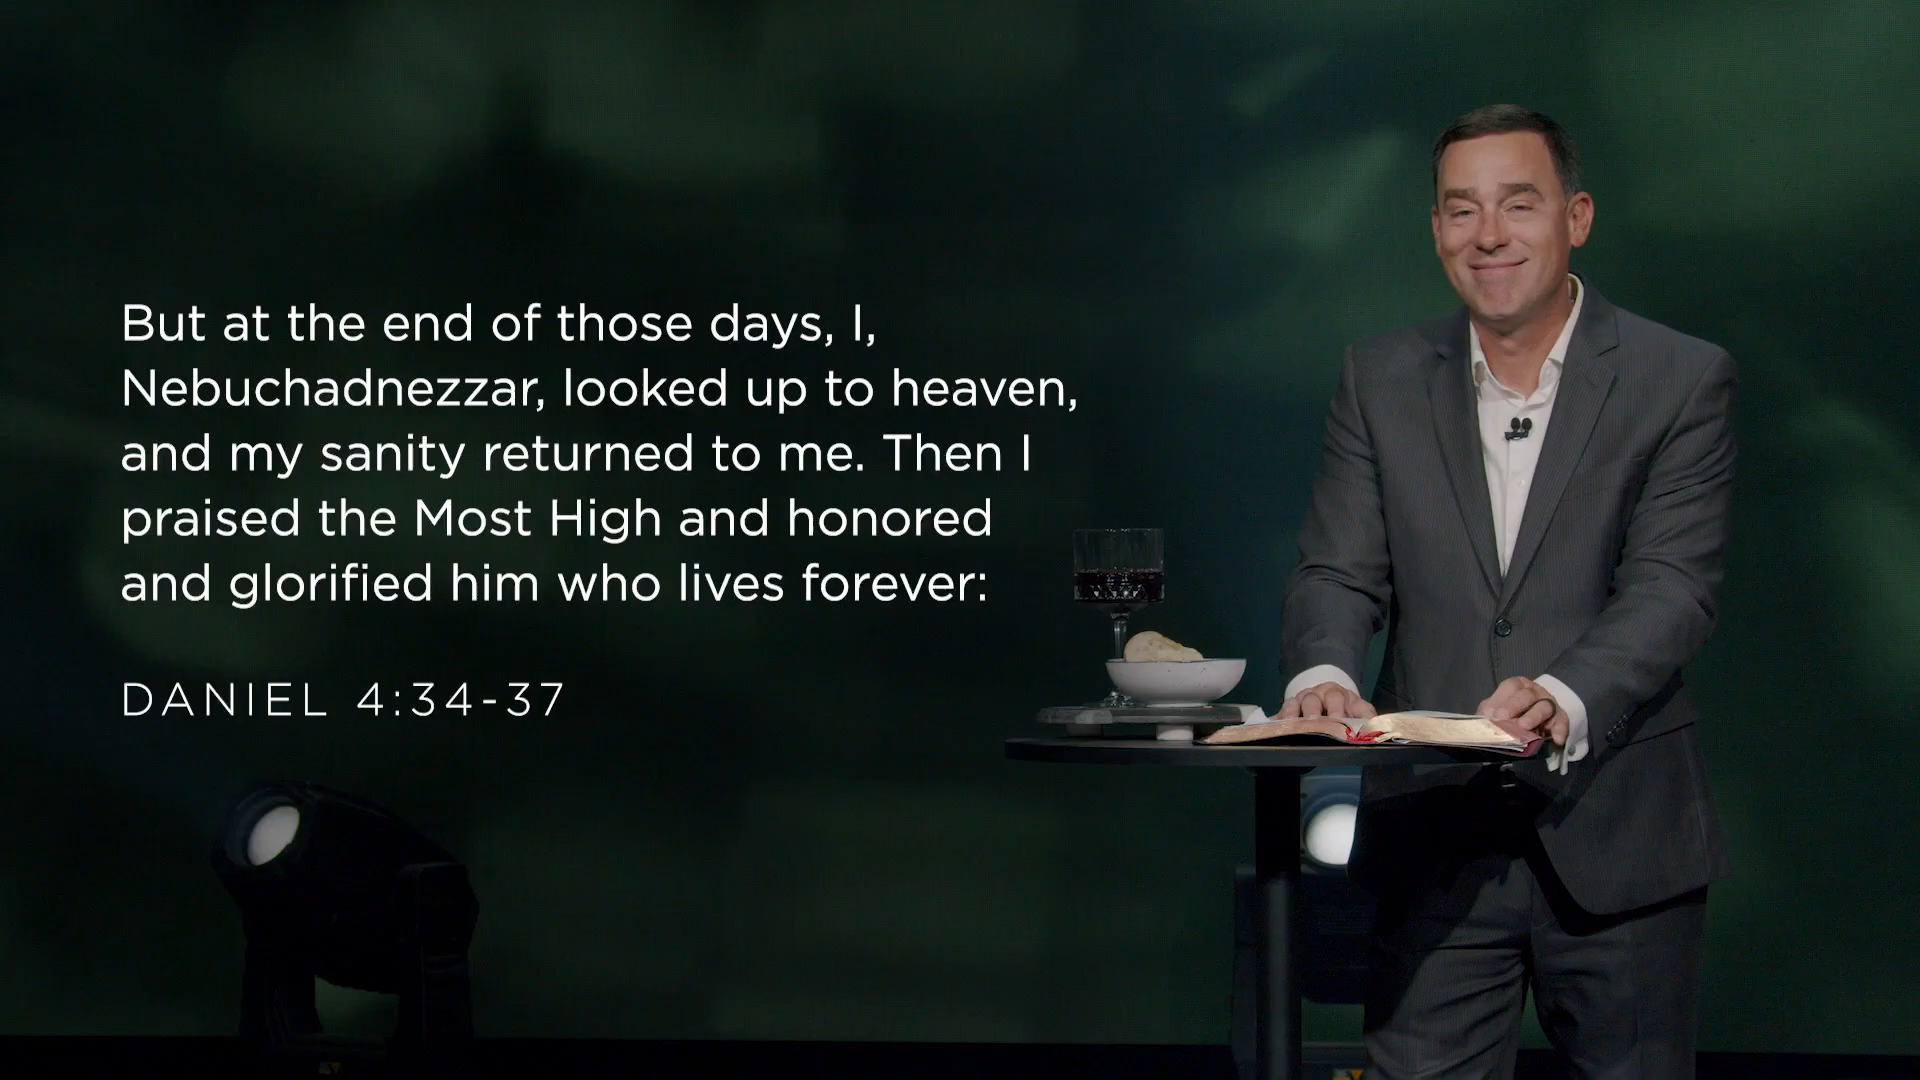 But at the end of those days, I,
Nebuchadnezzar, looked up to heaven,
and my sanity returned to me. Then I
praised the Most High and honored
and glorified him who lives forever:
DANIEL 4:34-37